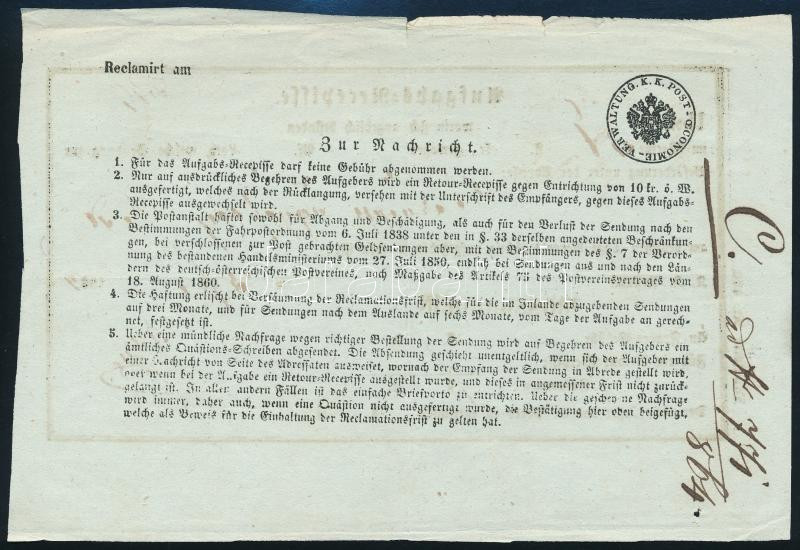 Reclamirt am
K. K. POST-ŒCONOMIE-VERWALTUNG.
Zur Nachricht.
1. Für das Aufgabs-Recepisse darf keine Gebühr abgenommen werden.
2. Nur auf ausdrückliches Begehren des Aufgebers wird ein Retour-Recepisse gegen Entrichtung von 10 kr. ö. W.
ausgefertigt, welches nach der Rücklangung, versehen mit der Unterschrift des Empfängers, gegen dieses Aufgabs-
Recepisse ausgewechselt wird.
3. Die Postanstalt haftet sowohl für Abgang und Beschädigung, als auch für den Verlust der Sendung nach den
Bestimmungen der Fahrpostordnung vom 6. Juli 1838 unter den in §. 33 derselben angedeuteten Beschränkun-
gen, bei verschlossenen zur Post gebrachten Geldsendungen aber, mit den Bestimmungen des §. 7 der Verord-
nung des bestandenen Handelsministeriums vom 27. Juli 1850, endlich bei Sendungen aus und nach den Län-
dern des deutsch-österreichischen Postvereines, nach Maßgabe des Artikels 75 des Postvereinsvertrages vom
18. August 1860.
4. Die Haftung erlischt bei Versäumung der Reclamationsfrist, welche für die im Inlande abzugebenden Sendungen
auf drei Monate, und für Sendungen nach dem Auslande auf sechs Monate, vom Tage der Aufgabe an gerech-
net, festgesetzt ist.
5. Ueber eine mündliche Nachfrage wegen richtiger Bestellung der Sendung wird auf Begehren des Aufgebers ein
ämtliches Quästions-Schreiben abgesendet. Die Absendung geschieht unentgeltlich, wenn sich der Aufgeber mit
einer Nachricht von Seite des Adressaten ausweiset, wornach der Empfang der Sendung in Abrede gestellt wird,
oder wenn bei der Aufgabe ein Retour-Recepisse ausgestellt wurde, und dieses in angemessener Frist nicht zurück-
gelangt ist. In allen andern Fällen ist das einfache Briefporto zu entrichten. Ueber die geschehene Nachfrage
wird immer, daher auch, wenn eine Quästion nicht ausgefertigt wurde, die Bestätigung hier oben beigefügt,
welche als Beweis für die Einhaltung der Reclamationsfrist zu gelten hat.